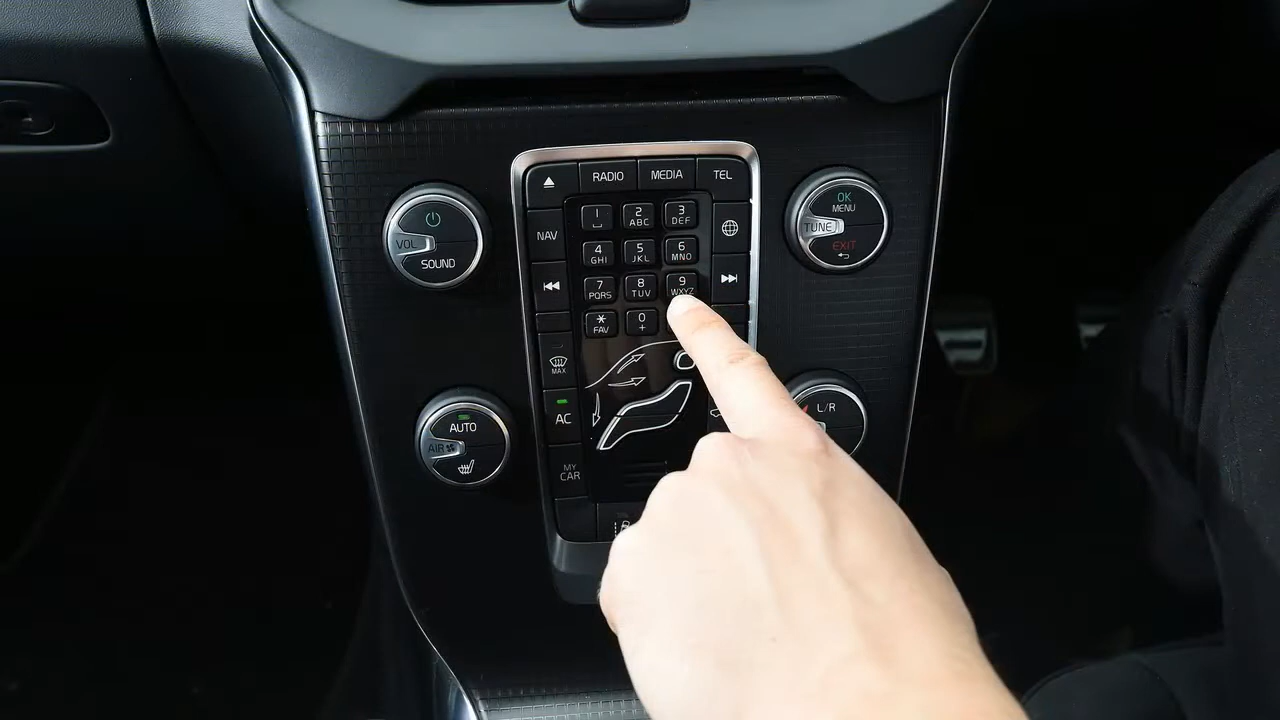 RADIO MEDIA TEL
1 2 3
ABC DEF
NAV
4 5 6
GHI JKL MNO
7 8 9
PQRS TUV WXYZ
* 0
FAV +
MAX
AC
MY
CAR
VOL
SOUND
OK
MENU
TUNE
EXIT
AUTO
AIR
L/R